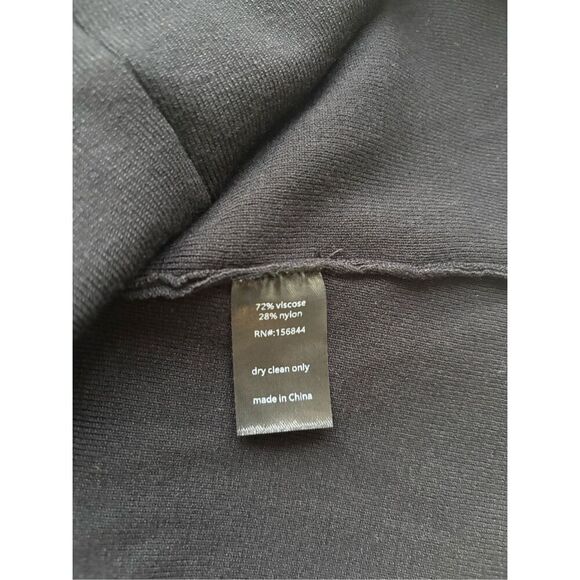 72% viscose
28% nylon
RN#:156844
dry clean only
made in China